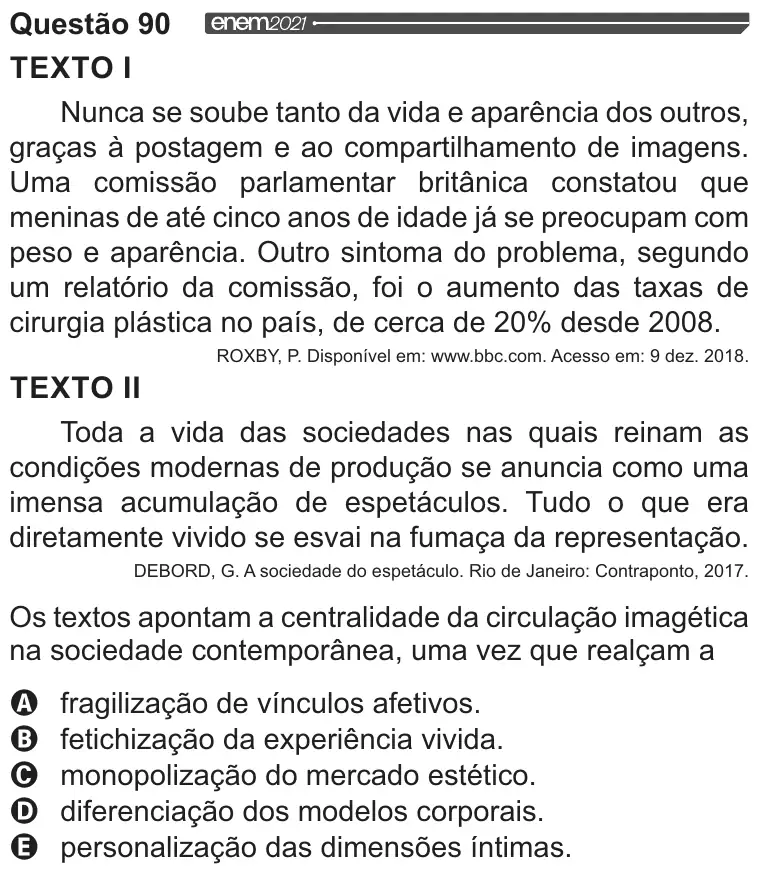 Questão 90 enem2021
TEXTO I
Nunca se soube tanto da vida e aparência dos outros,
graças à postagem e ao compartilhamento de imagens.
Uma comissão parlamentar britânica constatou que
meninas de até cinco anos de idade já se preocupam com
peso e aparência. Outro sintoma do problema, segundo
um relatório da comissão, foi o aumento das taxas de
cirurgia plástica no país, de cerca de 20% desde 2008.
ROXBY, P. Disponível em: www.bbc.com. Acesso em: 9 dez. 2018.
TEXTO II
Toda a vida das sociedades nas quais reinam as
condições modernas de produção se anuncia como uma
imensa acumulação de espetáculos. Tudo o que era
diretamente vivido se esvai na fumaça da representação.
DEBORD, G. A sociedade do espetáculo. Rio de Janeiro: Contraponto, 2017.
Os textos apontam a centralidade da circulação imagética
na sociedade contemporânea, uma vez que realçam a
A fragilização de vínculos afetivos.
B fetichização da experiência vivida.
C monopolização do mercado estético.
D diferenciação dos modelos corporais.
E personalização das dimensões íntimas.